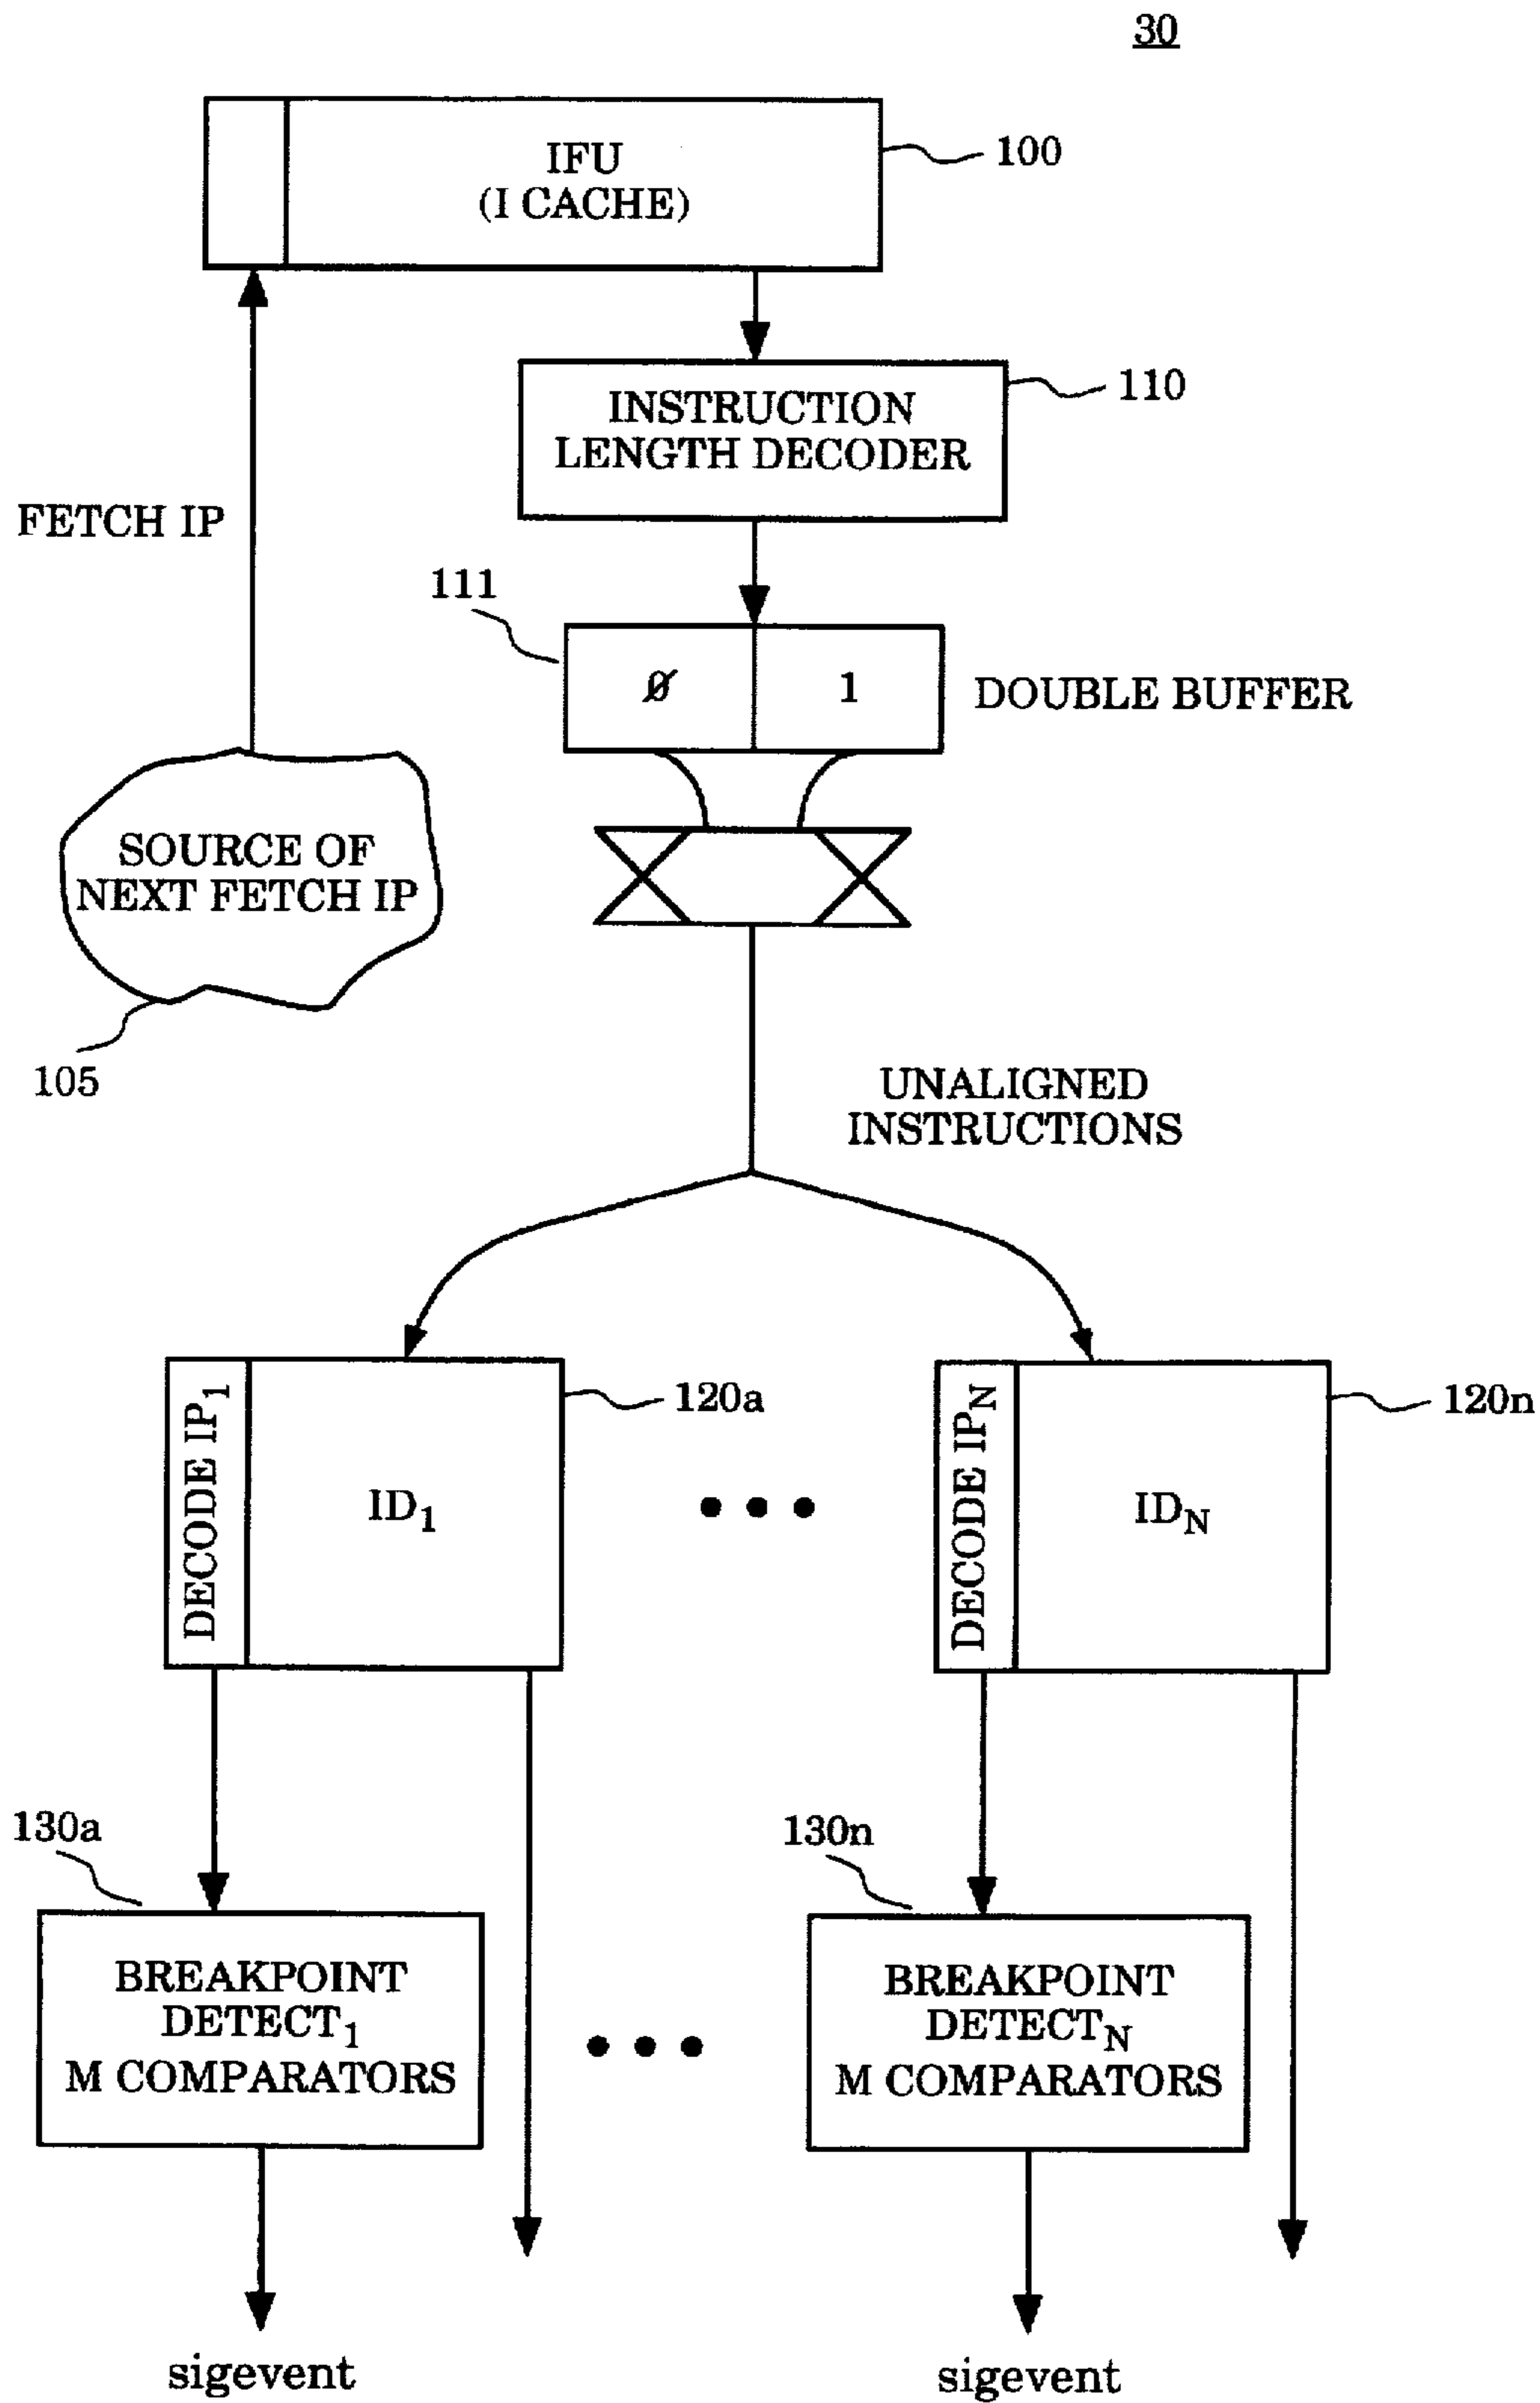 30
IFU
(I CACHE)
100
INSTRUCTION
LENGTH DECODER
110
FETCH IP
111
0
1
DOUBLE BUFFER
SOURCE OF
NEXT FETCH IP
105
UNALIGNED
INSTRUCTIONS
DECODE IP1
ID1
120a
DECODE IPN
IDN
120n
130a
BREAKPOINT
DETECT1
M COMPARATORS
130n
BREAKPOINT
DETECTN
M COMPARATORS
sigevent
sigevent